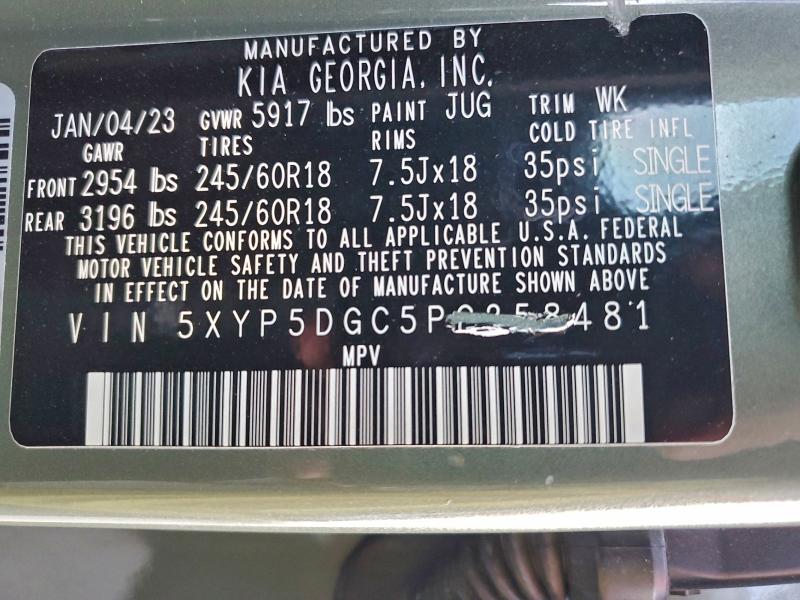 MANUFACTURED BY
KIA GEORGIA, INC.
JAN/04/23 GVWR 5917 lbs PAINT JUG TRIM WK
GAWR TIRES RIMS COLD TIRE INFL
FRONT 2954 lbs 245/60R18 7.5Jx18 35psi SINGLE
REAR 3196 lbs 245/60R18 7.5Jx18 35psi SINGLE
THIS VEHICLE CONFORMS TO ALL APPLICABLE U.S.A. FEDERAL
MOTOR VEHICLE SAFETY AND THEFT PREVENTION STANDARDS
IN EFFECT ON THE DATE OF MANUFACTURE SHOWN ABOVE
VIN
MPV